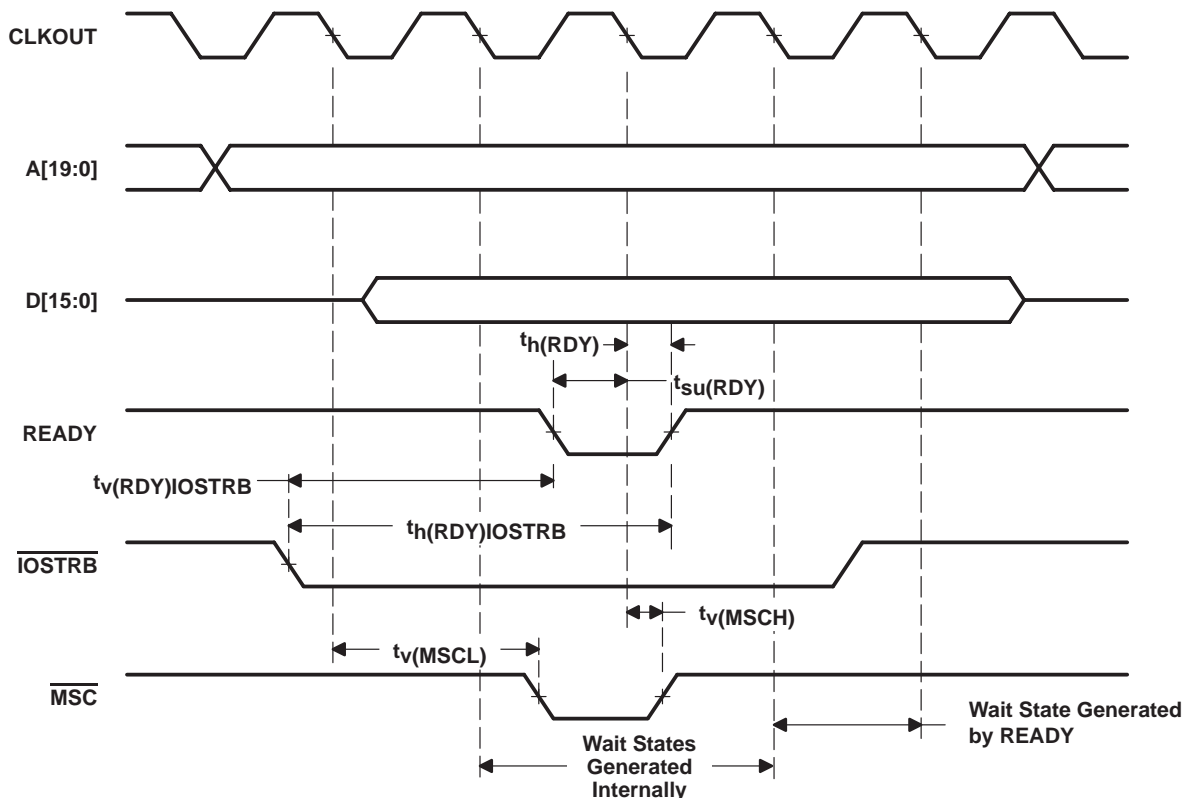 CLKOUT
A[19:0]
D[15:0]
th(RDY)
tsu(RDY)
READY
tv(RDY)IOSTRB
th(RDY)IOSTRB
IOSTRB
tv(MSCH)
tv(MSCL)
MSC
Wait State Generated
by READY
Wait States
Generated
Internally